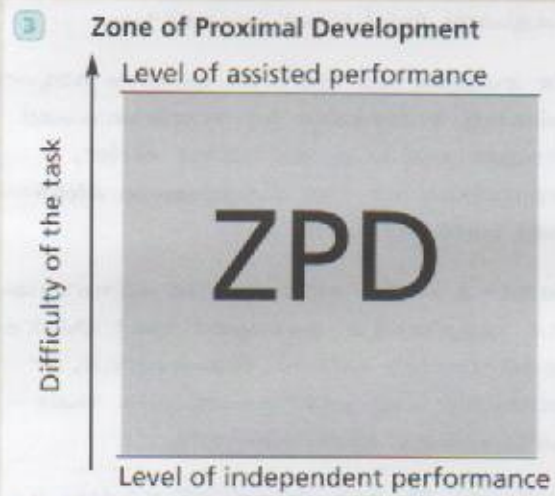 3 Zone of Proximal Development
Level of assisted performance
Difficulty of the task
ZPD
Level of independent performance